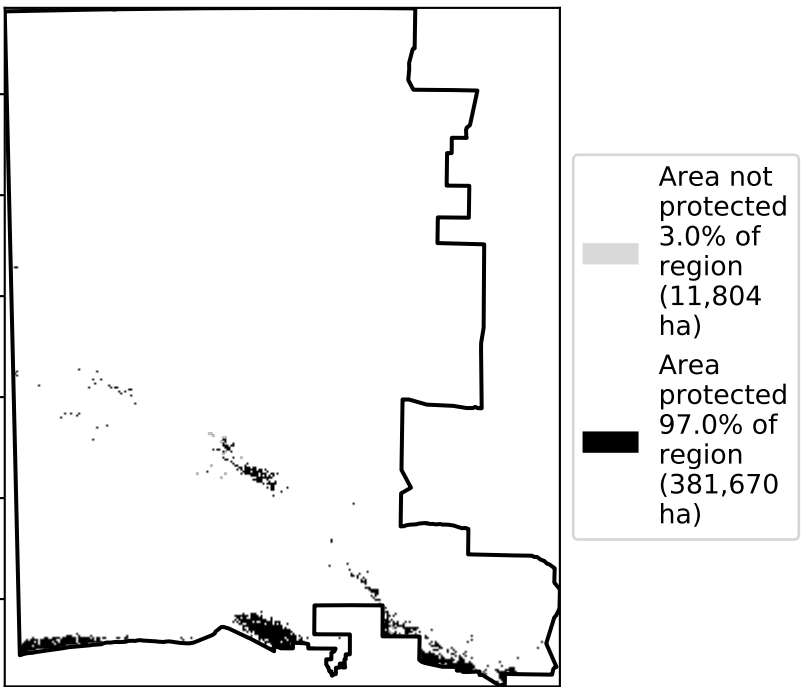 Area not
protected
3.0% of
region
(11,804
ha)
Area
protected
97.0% of
region
(381,670
ha)